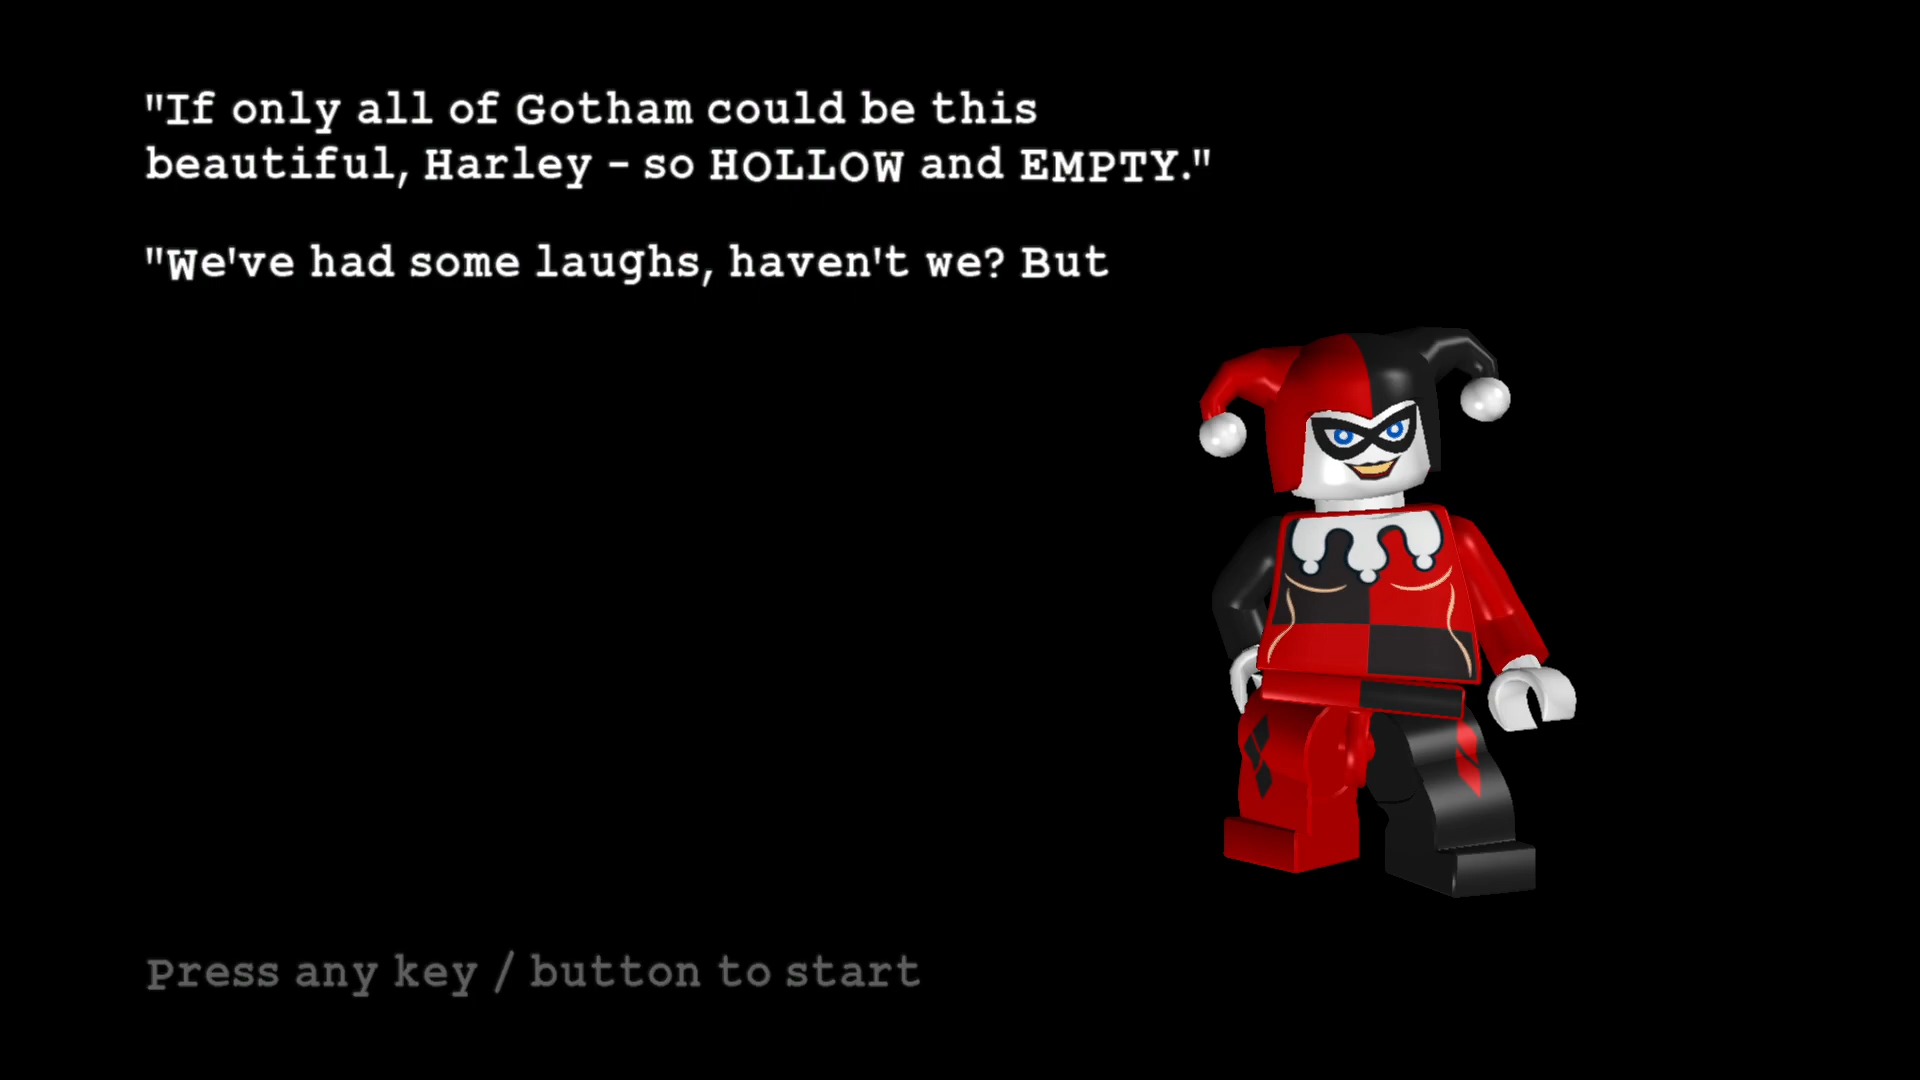 "If only all of Gotham could be this
beautiful, Harley - so HOLLOW and EMPTY."
"We've had some laughs, haven't we? But
Press any key / button to start